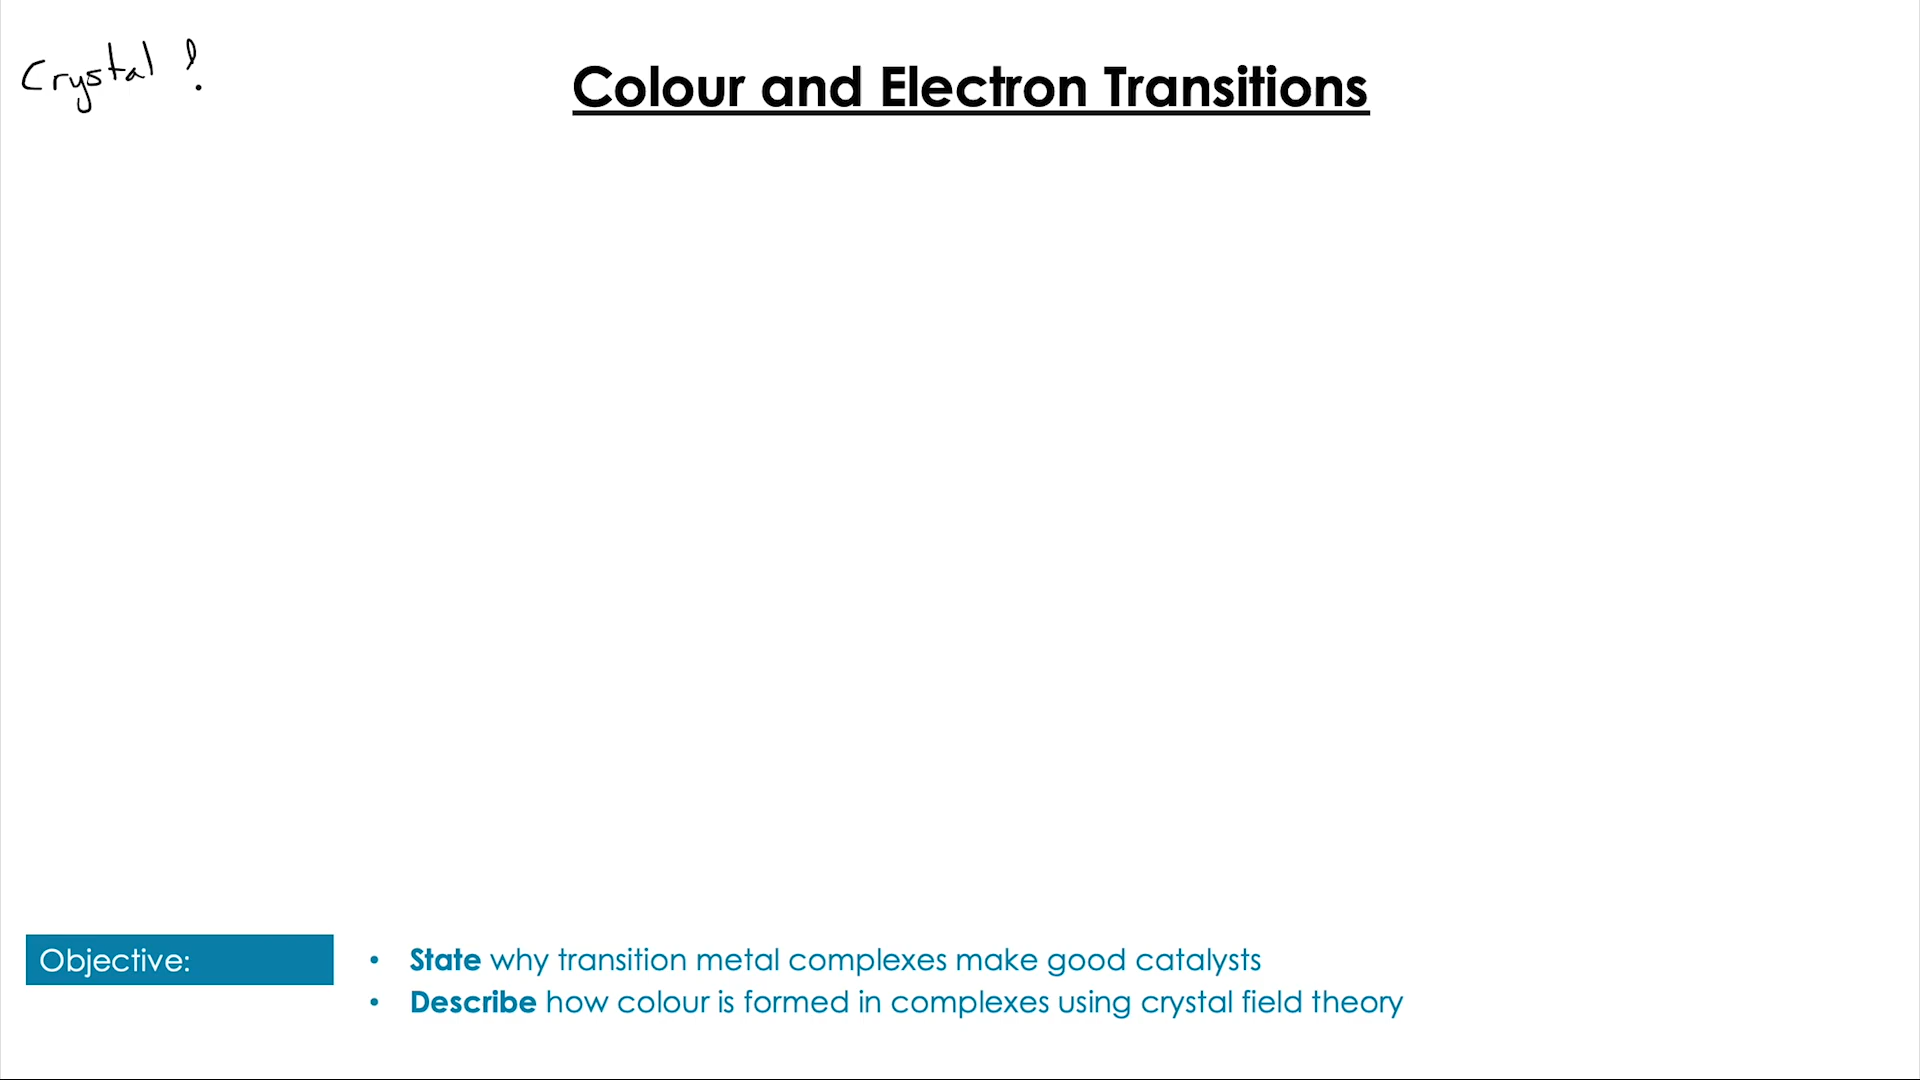 Crystal !
Colour and Electron Transitions
Objective:
• State why transition metal complexes make good catalysts
• Describe how colour is formed in complexes using crystal field theory